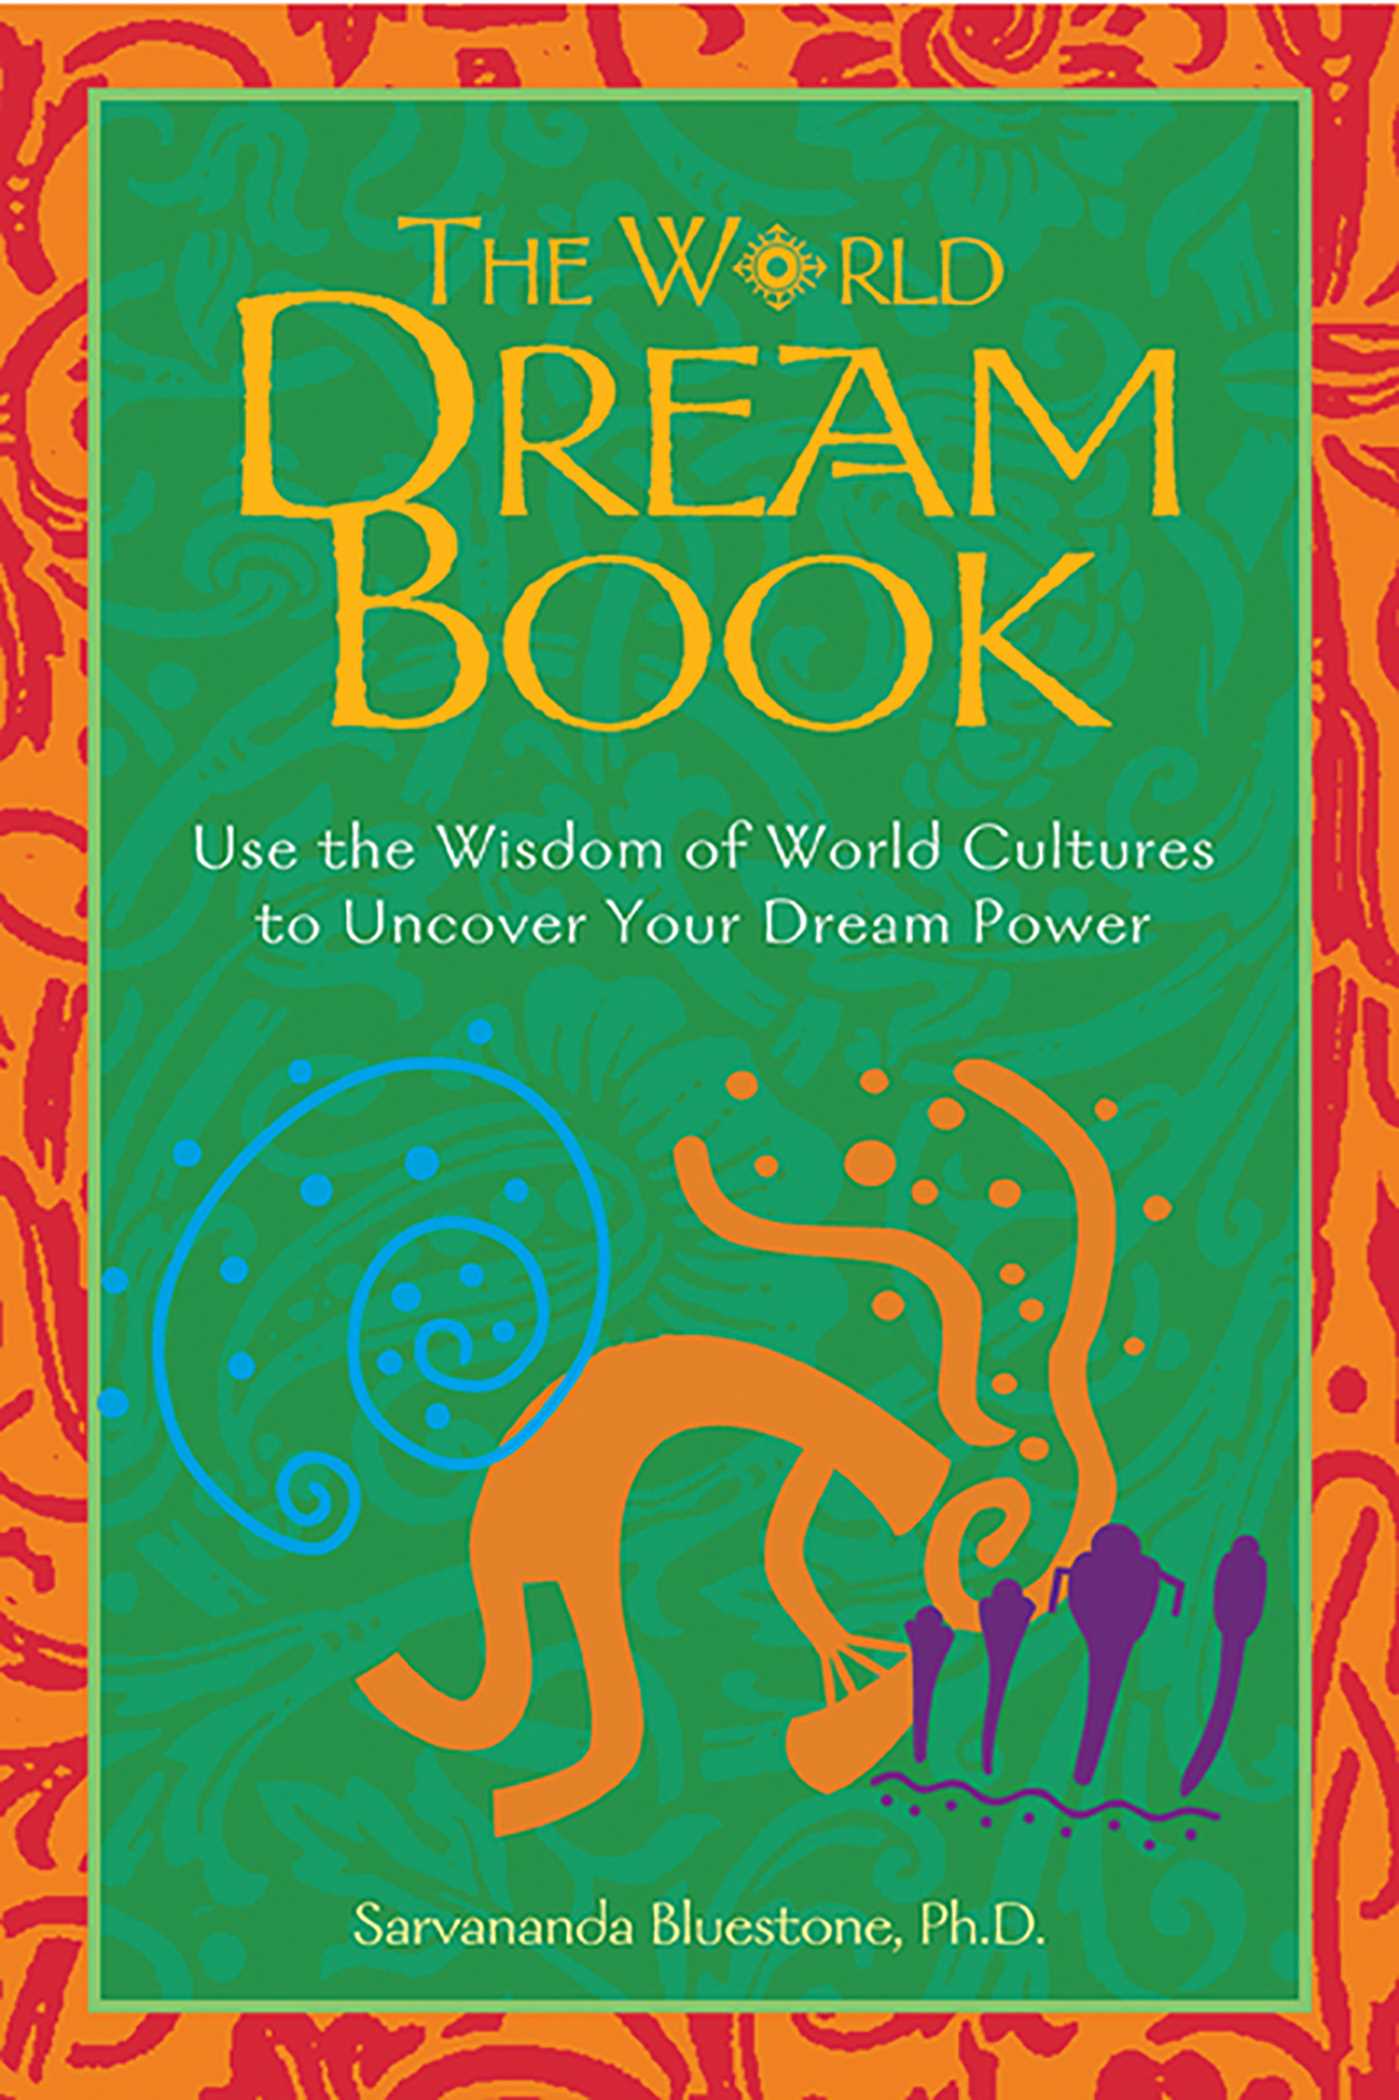 THE WORLD
DREAM
BOOK
Use the Wisdom of World Cultures
to Uncover Your Dream Power
Sarvananda Bluestone, Ph.D.